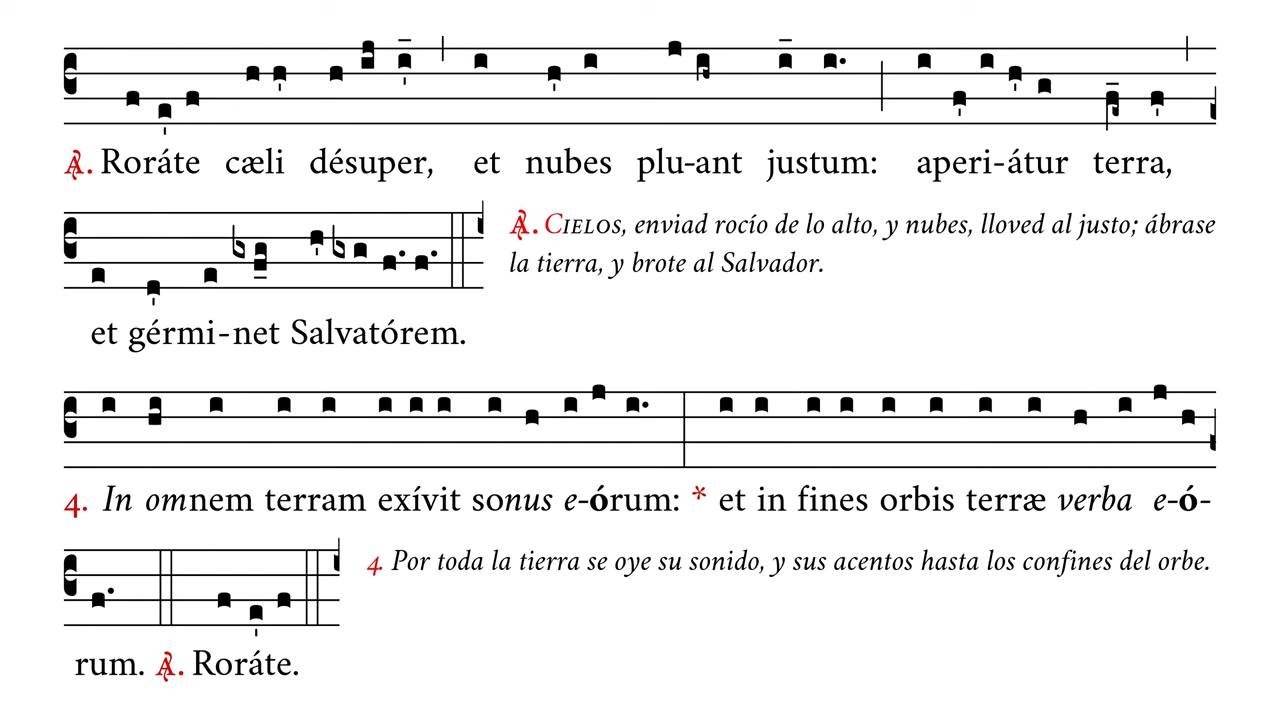 ℟. Roráte cæli désuper, et nubes plu-ant justum: aperi-átur terra,
et gérmi-net Salvatórem.
℟. Cielos, enviad rocío de lo alto, y nubes, lloved al justo; ábrase
la tierra, y brote al Salvador.
4. In omnem terram exívit sonus e-órum: * et in fines orbis terræ verba e-ó-
rum. ℟. Roráte.
4 Por toda la tierra se oye su sonido, y sus acentos hasta los confines del orbe.